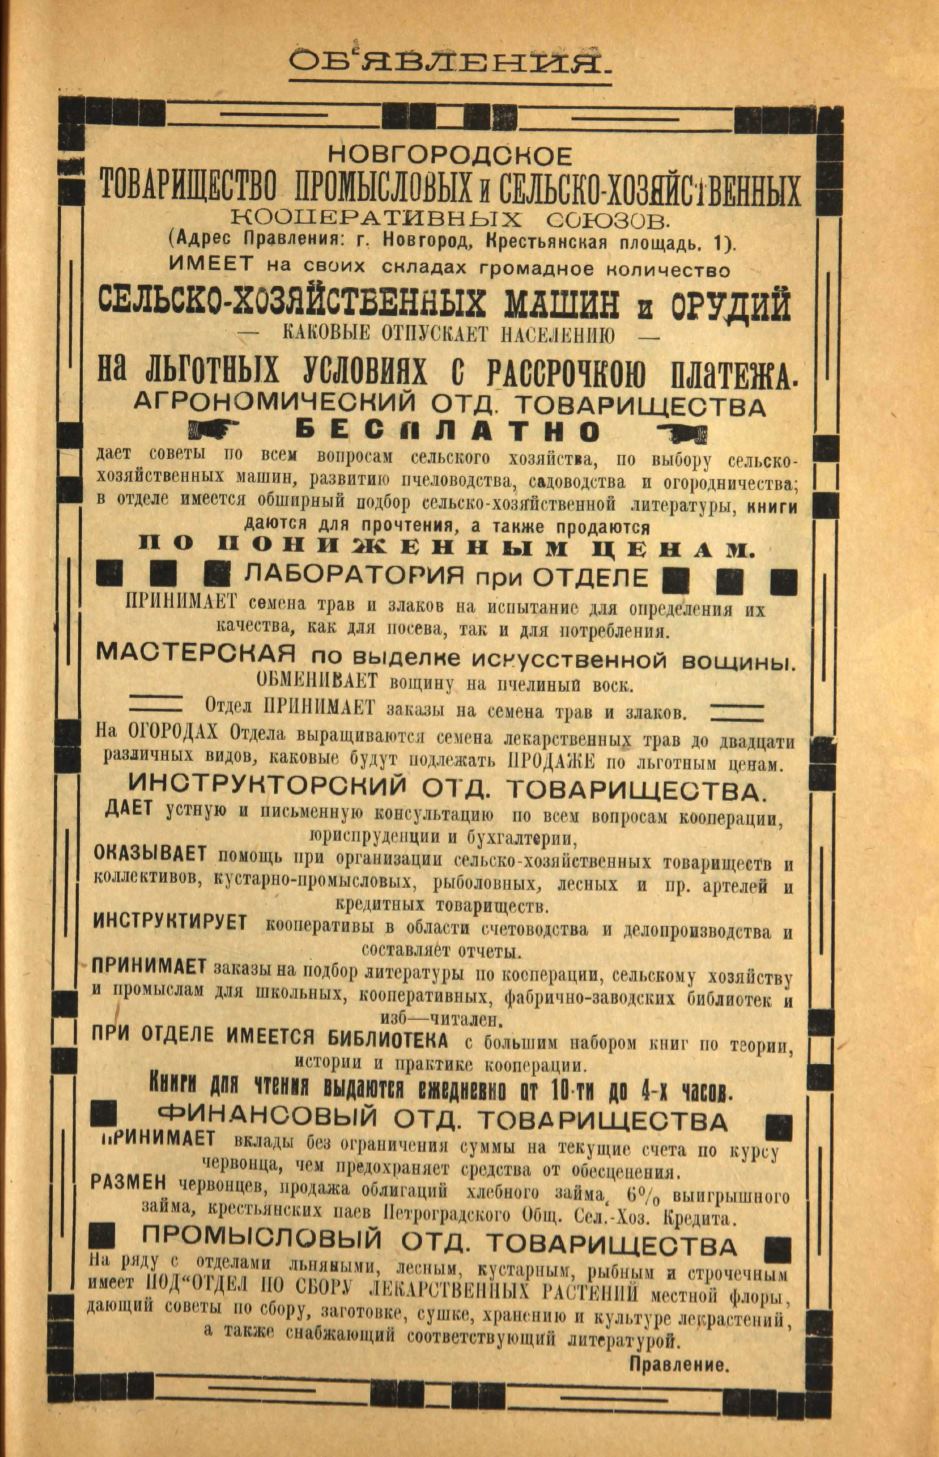 ОБ‘ЯВЛЕНИЯ.
НОВГОРОДСКОЕ
ТОВАРИЩЕСТВО ПРОМЫСЛОВЫХ и СЕЛЬСКО-ХОЗЯЙСТВЕННЫХ
КООПЕРАТИВНЫХ СОЮЗОВ.
(Адрес Правления: г. Новгород, Крестьянская площадь, 1).
ИМЕЕТ на своих складах громадное количество
СЕЛЬСКО-ХОЗЯЙСТВЕННЫХ МАШИН и ОРУДИЙ
— КАКОВЫЕ ОТПУСКАЕТ НАСЕЛЕНИЮ —
на ЛЬГОТНЫХ УСЛОВИЯХ С РАССРОЧКОЮ ПЛАТЕЖА.
АГРОНОМИЧЕСКИЙ ОТД. ТОВАРИЩЕСТВА
БЕСПЛАТНО
дает советы по всем вопросам сельского хозяйства, по выбору сельско-
хозяйственных машин, развитию пчеловодства, садоводства и огородничества;
в отделе имеется обширный подбор сельско-хозяйственной литературы, книги
даются для прочтения, а также продаются
ПО ПОНИЖЕННЫМ ЦЕНАМ.
ЛАБОРАТОРИЯ при ОТДЕЛЕ
ПРИНИМАЕТ семена трав и злаков на испытание для определения их
качества, как для посева, так и для потребления.
МАСТЕРСКАЯ по выделке искусственной вощины.
ОБМЕНИВАЕТ вощину на пчелиный воск.
Отдел ПРИНИМАЕТ заказы на семена трав и злаков.
На ОГОРОДАХ Отдела выращиваются семена лекарственных трав до двадцати
различных видов, каковые будут подлежать ПРОДАЖЕ по льготным ценам.
ИНСТРУКТОРСКИЙ ОТД. ТОВАРИЩЕСТВА.
ДАЕТ устную и письменную консультацию по всем вопросам кооперации,
юриспруденции и бухгалтерии,
ОКАЗЫВАЕТ помощь при организации сельско-хозяйственных товариществ и
коллективов, кустарно-промысловых, рыболовных, лесных и пр. артелей и
кредитных товариществ.
ИНСТРУКТИРУЕТ кооперативы в области счетоводства и делопроизводства и
составляет отчеты.
ПРИНИМАЕТ заказы на подбор литературы по кооперации, сельскому хозяйству
и промыслам для школьных, кооперативных, фабрично-заводских библиотек и
изб—читален.
ПРИ ОТДЕЛЕ ИМЕЕТСЯ БИБЛИОТЕКА с большим набором книг по теории,
истории и практике кооперации.
Книги для чтения выдаются ежедневно от 10-ти до 4-х часов.
ФИНАНСОВЫЙ ОТД. ТОВАРИЩЕСТВА
ПРИНИМАЕТ вклады без ограничения суммы на текущие счета по курсу
червонца, чем предохраняет средства от обесценения.
РАЗМЕН червонцев, продажа облигаций хлебного займа, 6% выигрышного
займа, крестьянских паев Петроградского Общ. Сел.-Хоз. Кредита.
ПРОМЫСЛОВЫЙ ОТД. ТОВАРИЩЕСТВА
На ряду с отделами льняными, лесным, кустарным, рыбным и строчечным
имеет ПОД“ОТДЕЛ ПО СБОРУ ЛЕКАРСТВЕННЫХ РАСТЕНИЙ местной флоры,
дающий советы по сбору, заготовке, сушке, хранению и культуре лекрастений,
а также снабжающий соответствующий литературой.
Правление.